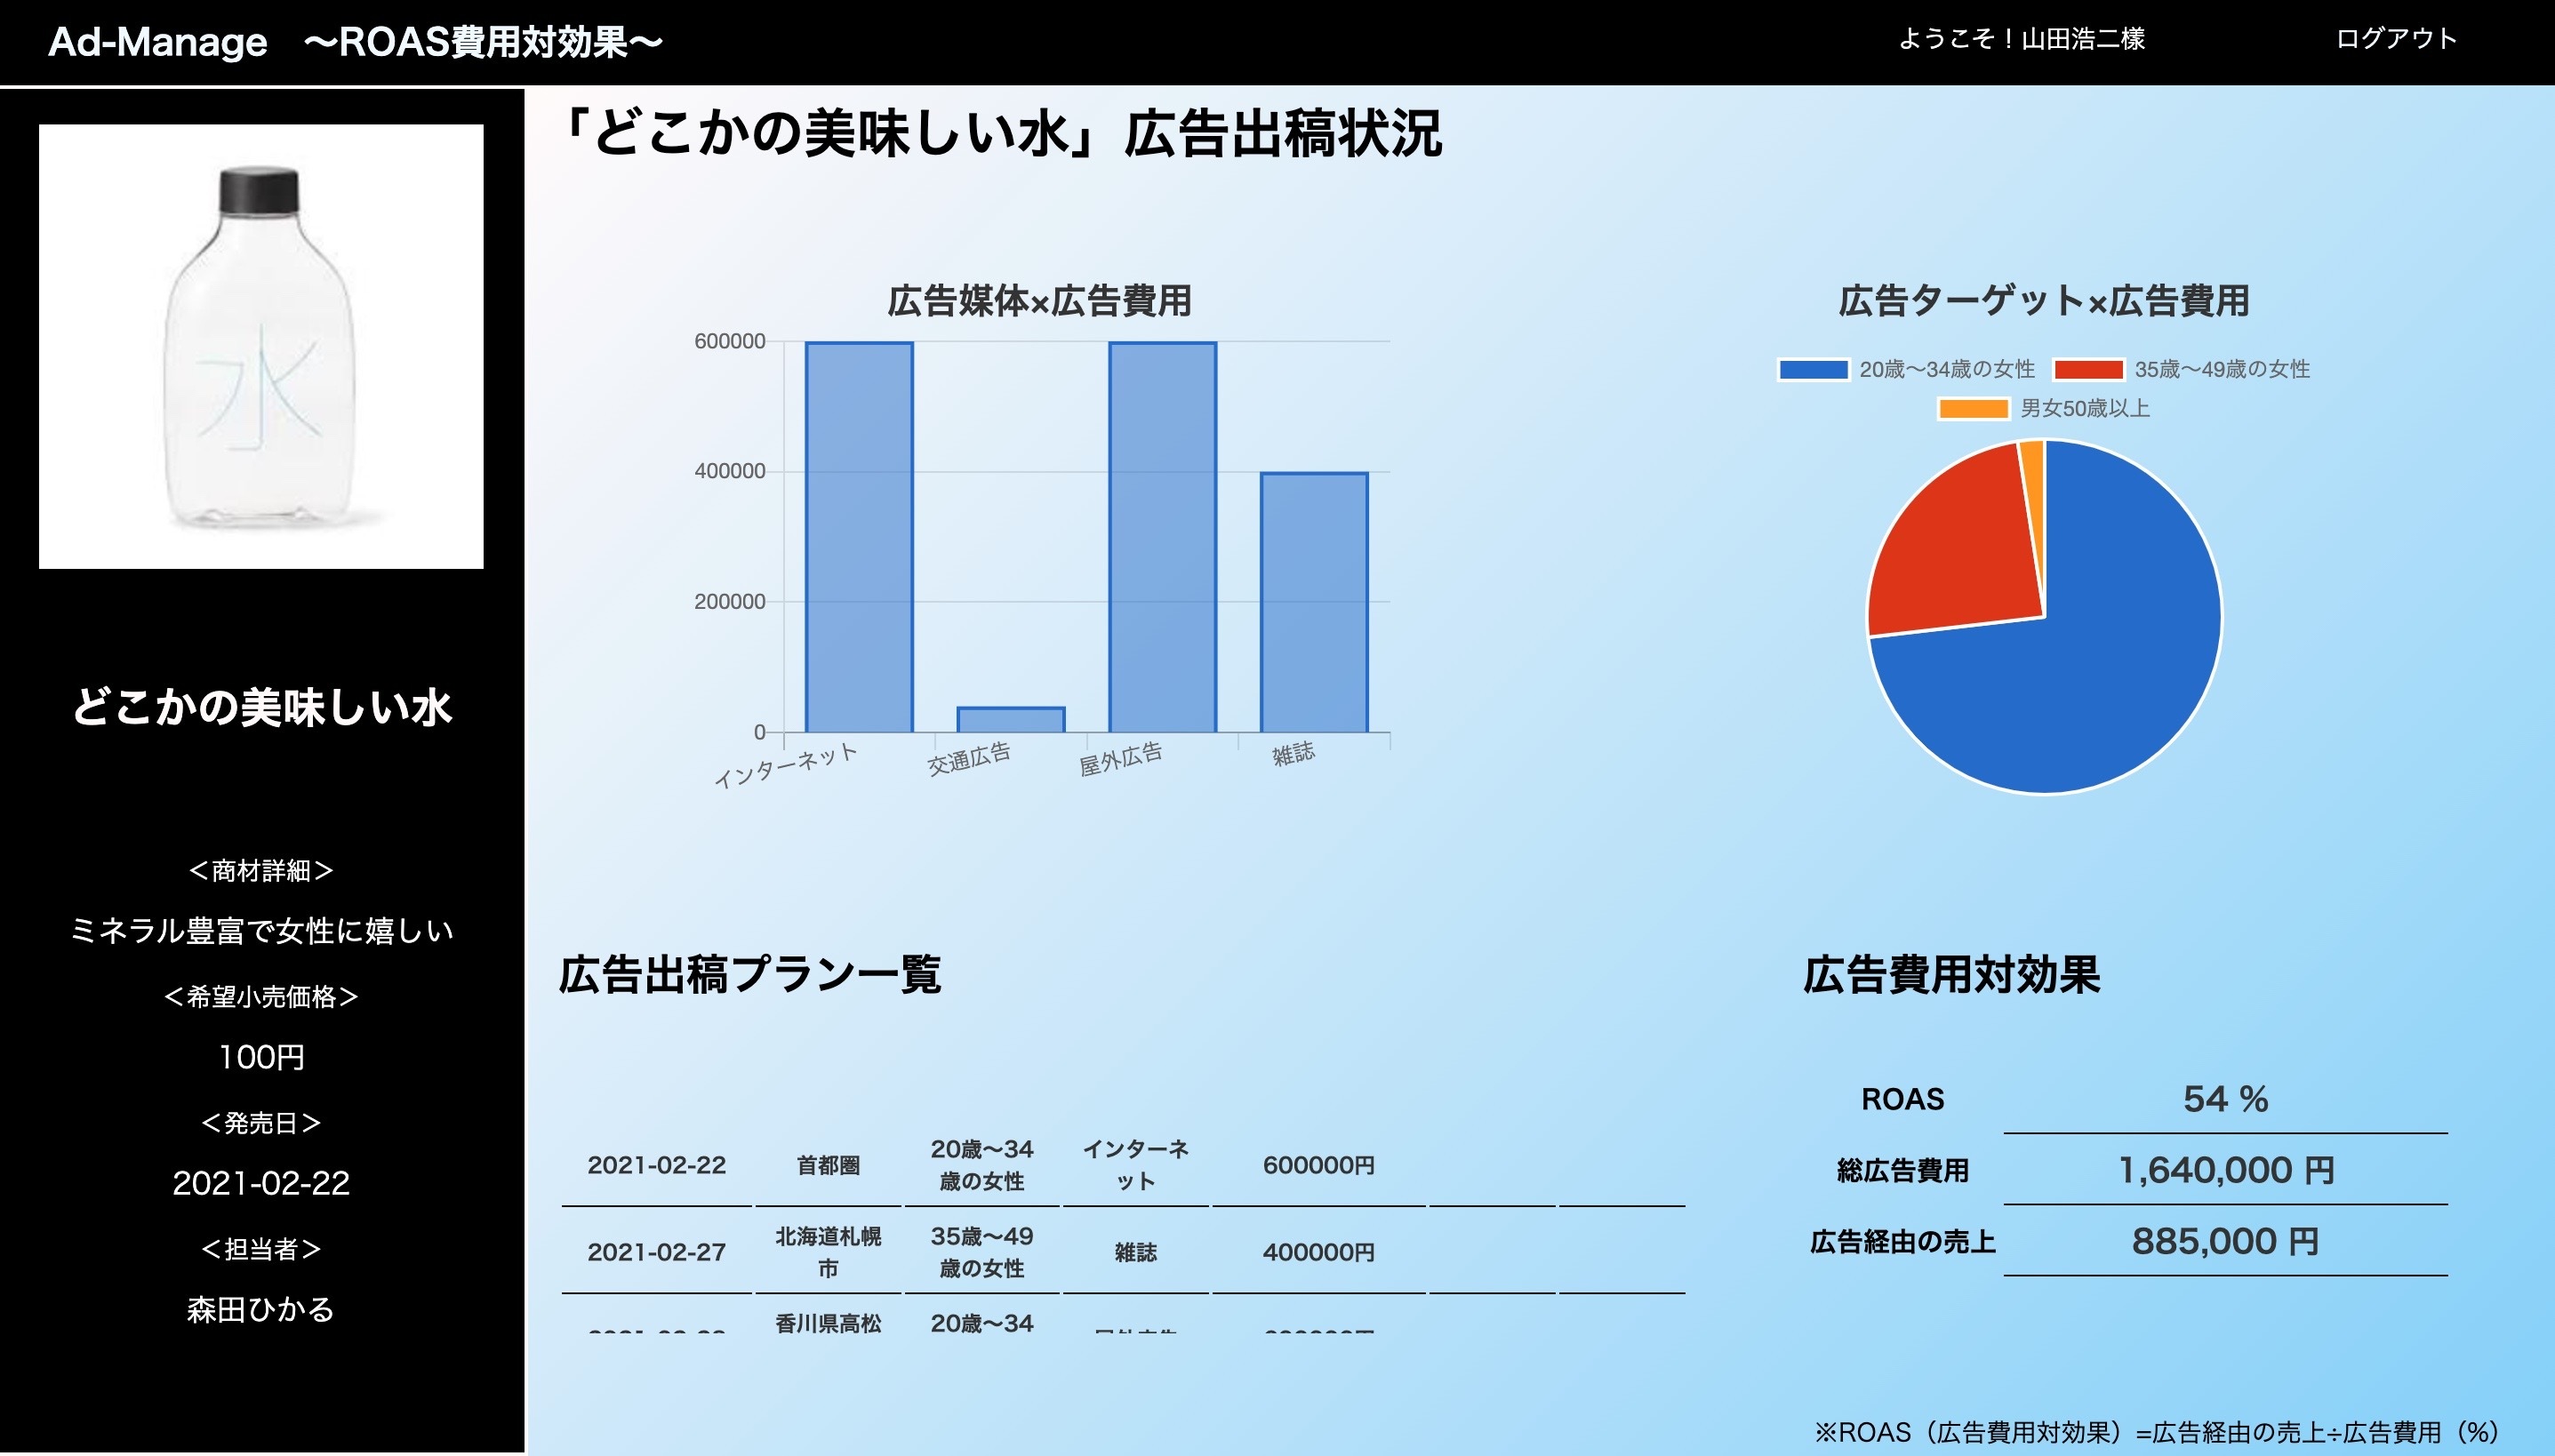 Ad-Manage　〜ROAS費用対効果〜
ようこそ！山田浩二様
ログアウト
水
どこかの美味しい水
＜商材詳細＞
ミネラル豊富で女性に嬉しい
＜希望小売価格＞
100円
＜発売日＞
2021-02-22
＜担当者＞
森田ひかる
「どこかの美味しい水」広告出稿状況
広告媒体×広告費用
600000
400000
200000
0
インターネット 交通広告 屋外広告 雑誌
広告ターゲット×広告費用
20歳〜34歳の女性 35歳〜49歳の女性
男女50歳以上
広告出稿プラン一覧
2021-02-22 首都圏 20歳〜34歳の女性 インターネット 600000円
2021-02-27 北海道札幌市 35歳〜49歳の女性 雑誌 400000円
香川県高松 20歳〜34
広告費用対効果
ROAS 54 %
総広告費用 1,640,000 円
広告経由の売上 885,000 円
※ROAS（広告費用対効果）=広告経由の売上÷広告費用（%）